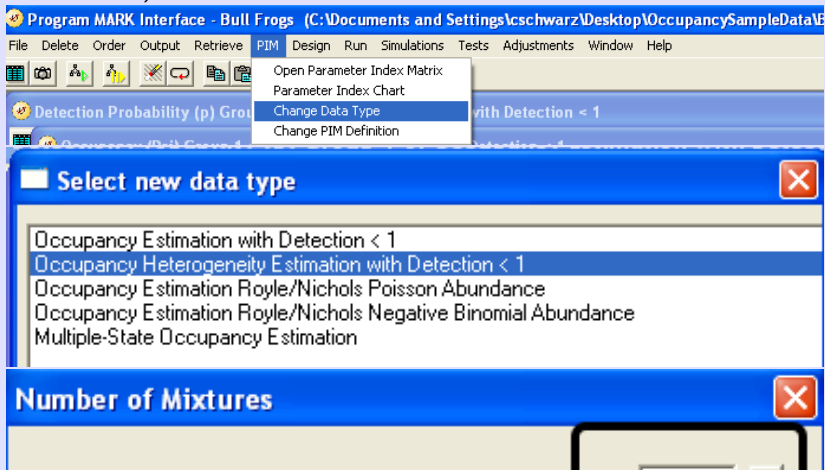 Program MARK Interface - Bull Frogs (C:\Documents and Settings\cschwarz\Desktop\OccupancySampleData\B
File Delete Order Output Retrieve PIM Design Run Simulations Tests Adjustments Window Help
Open Parameter Index Matrix
Parameter Index Chart
Detection Probability (p) Grou Change Data Type with Detection < 1
Change PIM Definition
Select new data type
Occupancy Estimation with Detection < 1
Occupancy Heterogeneity Estimation with Detection < 1
Occupancy Estimation Royle/Nichols Poisson Abundance
Occupancy Estimation Royle/Nichols Negative Binomial Abundance
Multiple-State Occupancy Estimation
Number of Mixtures